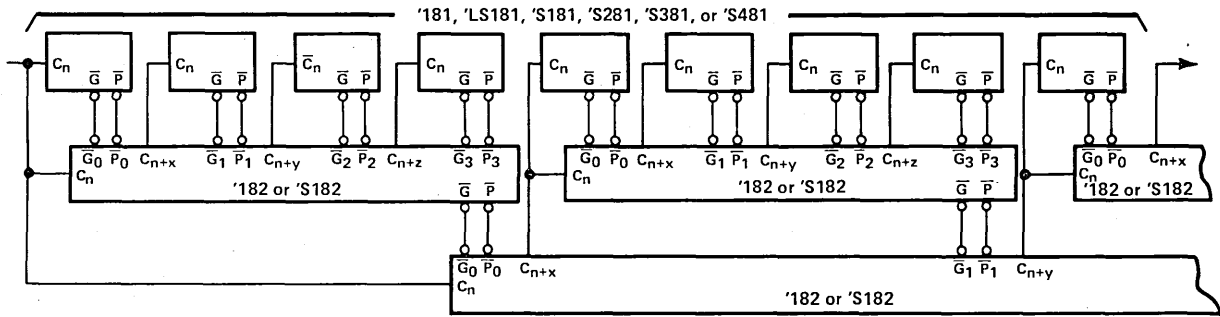 '181, 'LS181, 'S181, 'S281, 'S381, or 'S481
Cn G̅ P̅ Cn G̅ P̅ C̅n G̅ P̅ Cn G̅ P̅ Cn G̅ P̅ Cn G̅ P̅ Cn G̅ P̅ Cn G̅ P̅ Cn G̅ P̅
G̅0 P̅0 Cn+x G̅1 P̅1 Cn+y G̅2 P̅2 Cn+z G̅3 P̅3 G̅0 P̅0 Cn+x G̅1 P̅1 Cn+y G̅2 P̅2 Cn+z G̅3 P̅3 G̅0 P̅0 Cn+x
Cn Cn Cn
'182 or 'S182 G̅ P̅ '182 or 'S182 G̅ P̅ '182 or 'S182
G̅0 P̅0 Cn+x G̅1 P̅1 Cn+y
Cn
'182 or 'S182